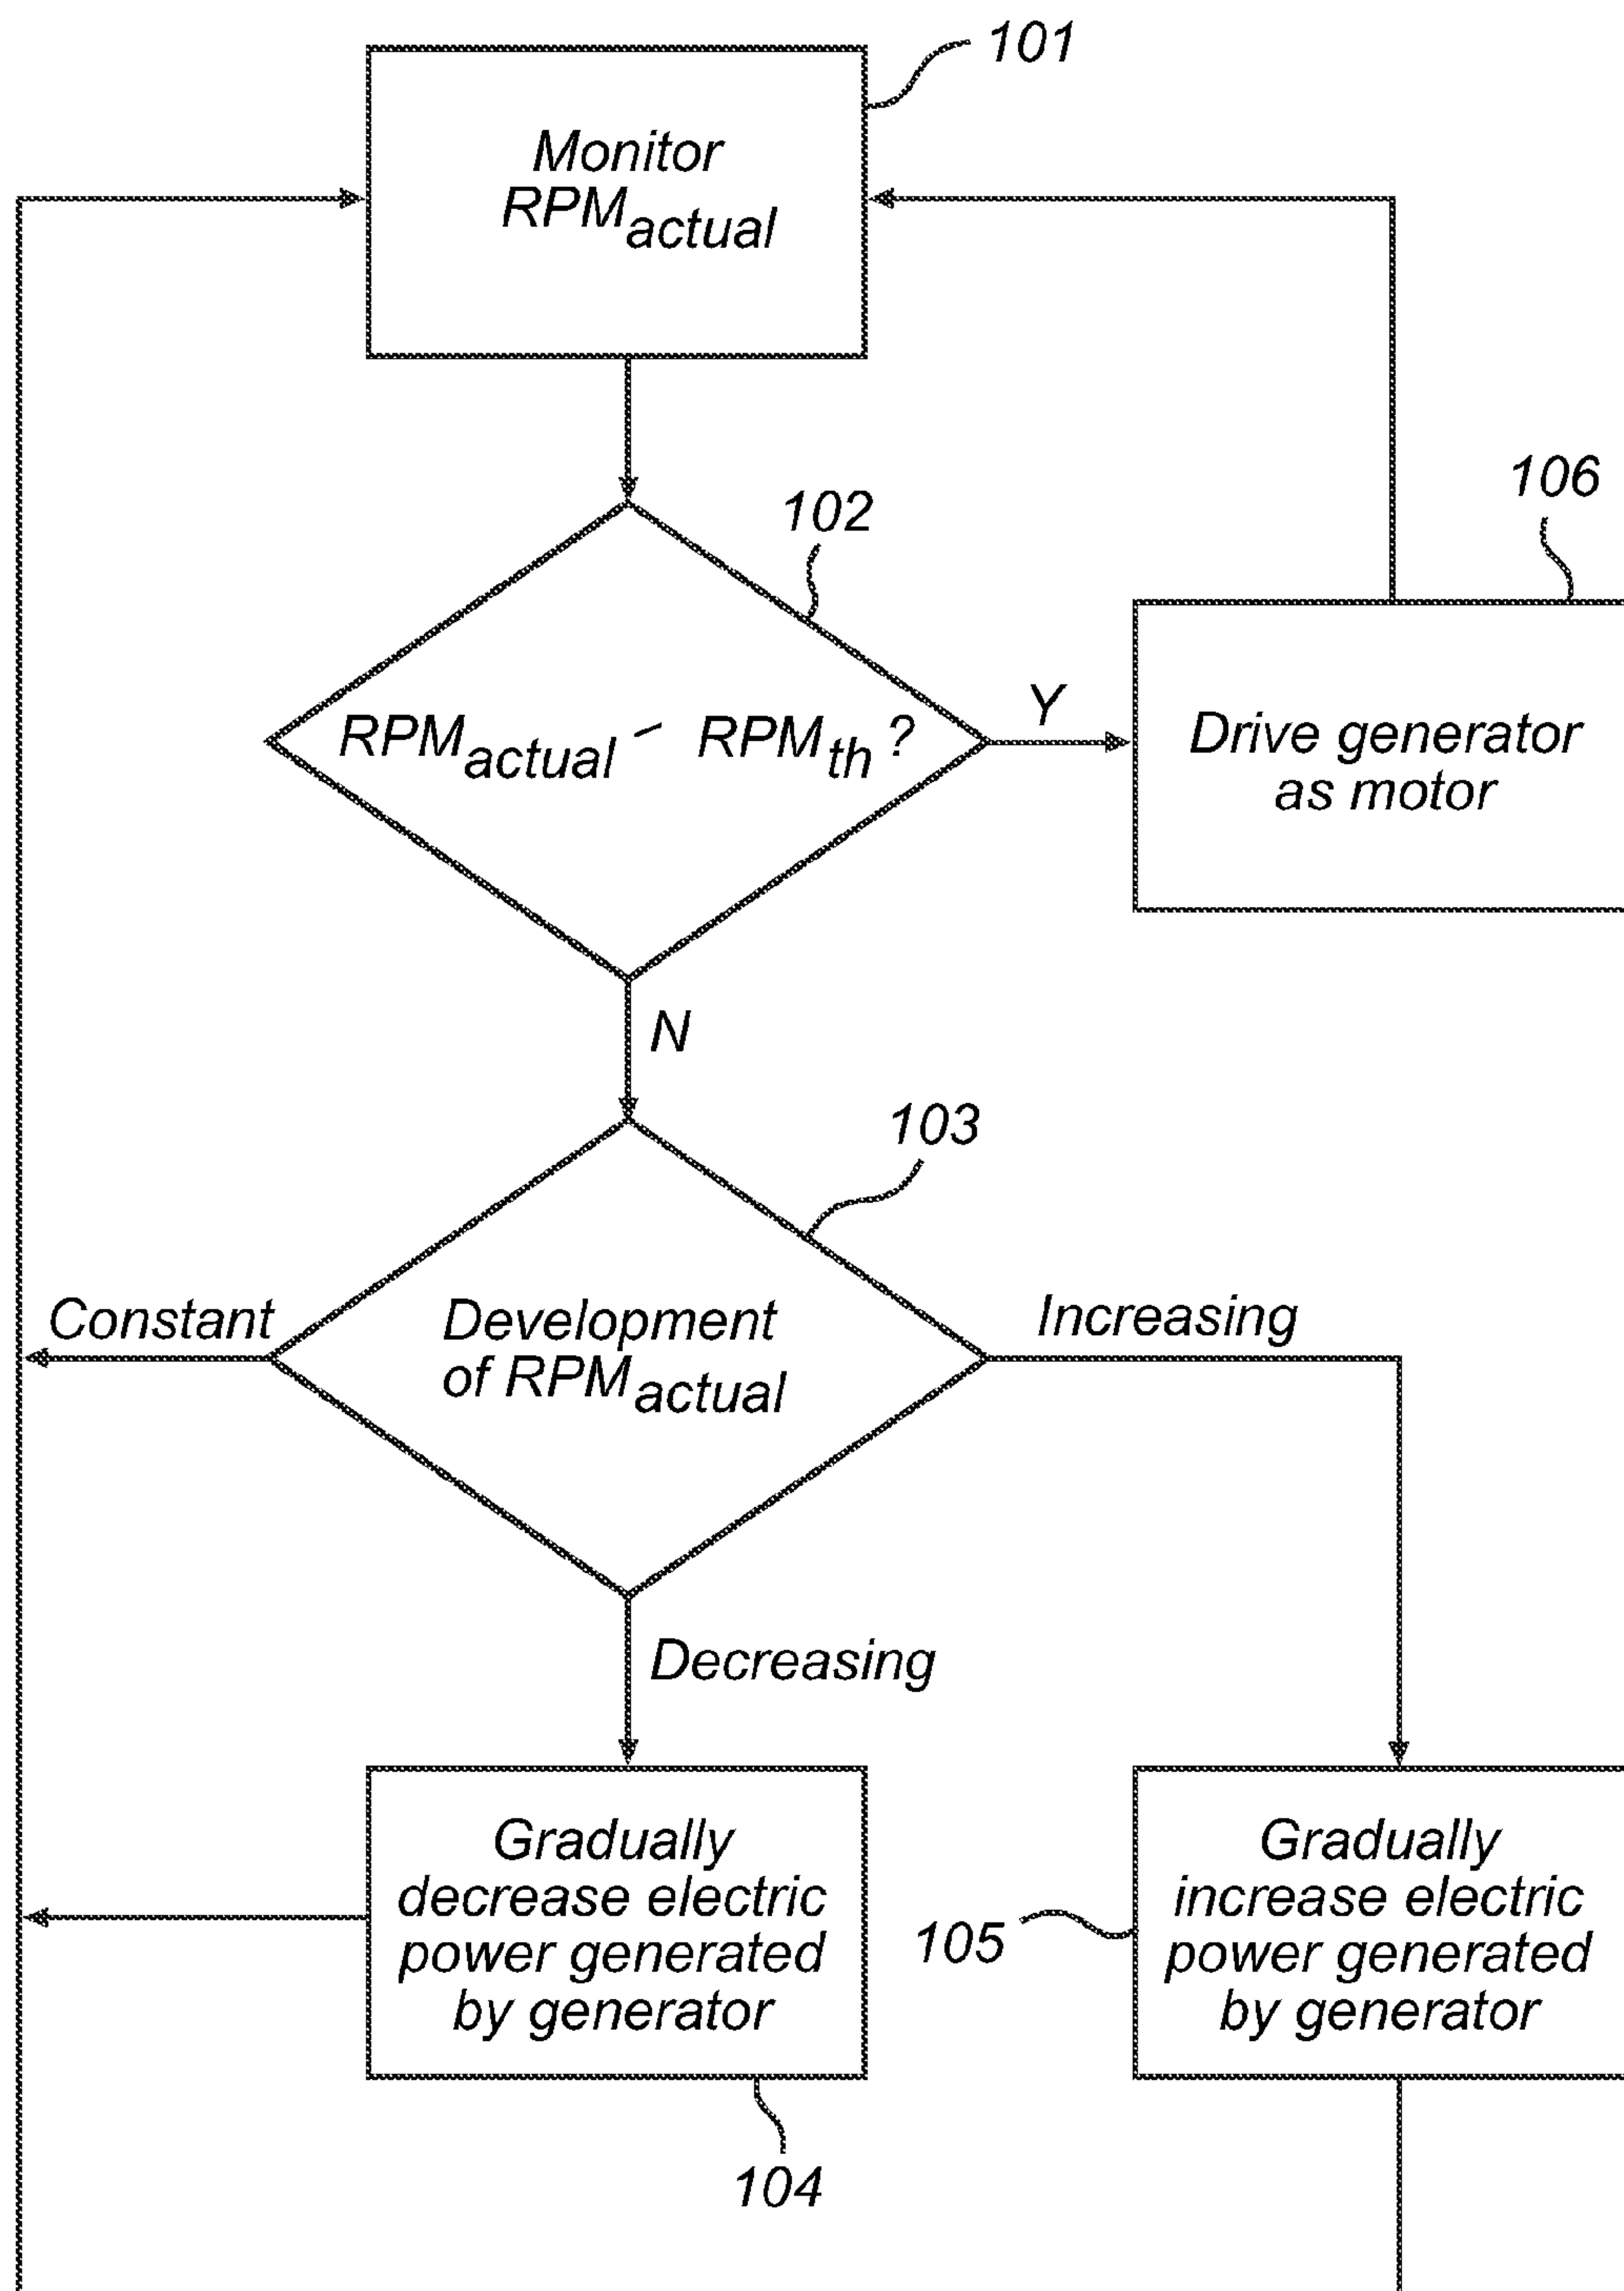 101
Monitor
RPMactual
102
106
RPMactual - RPMth ?
Y
Drive generator
as motor
N
103
Constant
Development
of RPMactual
Increasing
Decreasing
Gradually
decrease electric
power generated
by generator
105
Gradually
increase electric
power generated
by generator
104